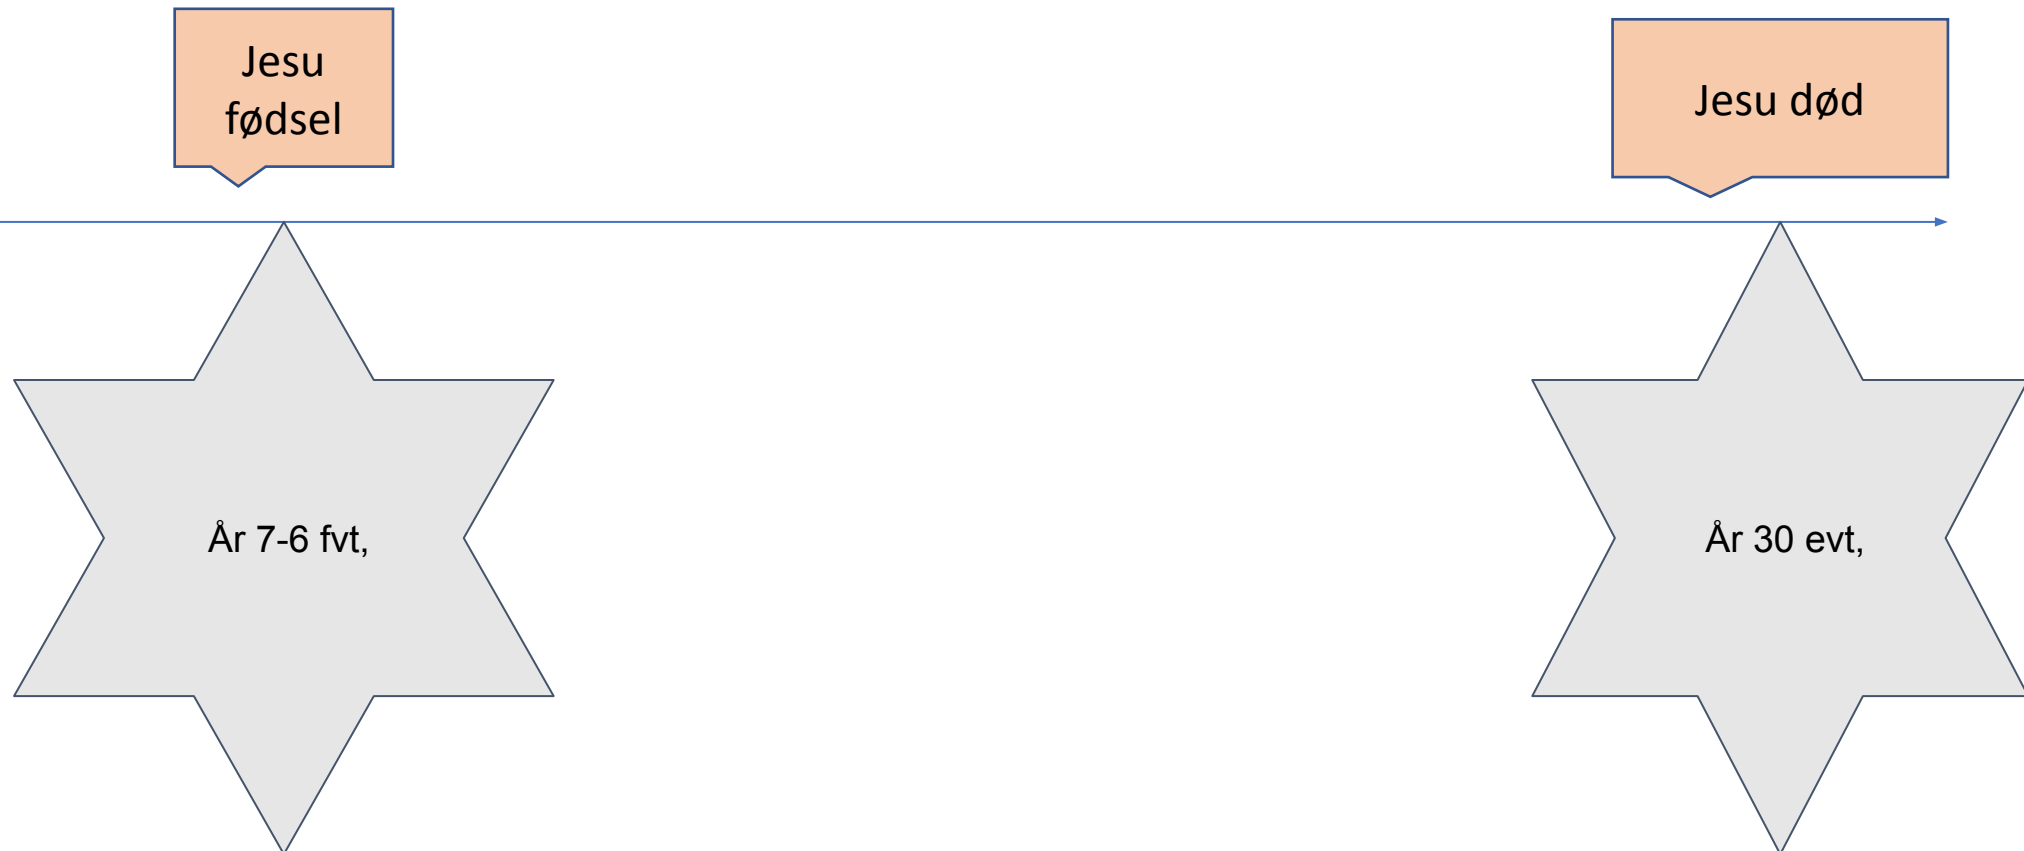 Jesu
fødsel
Jesu død
År 7-6 fvt,
År 30 evt,